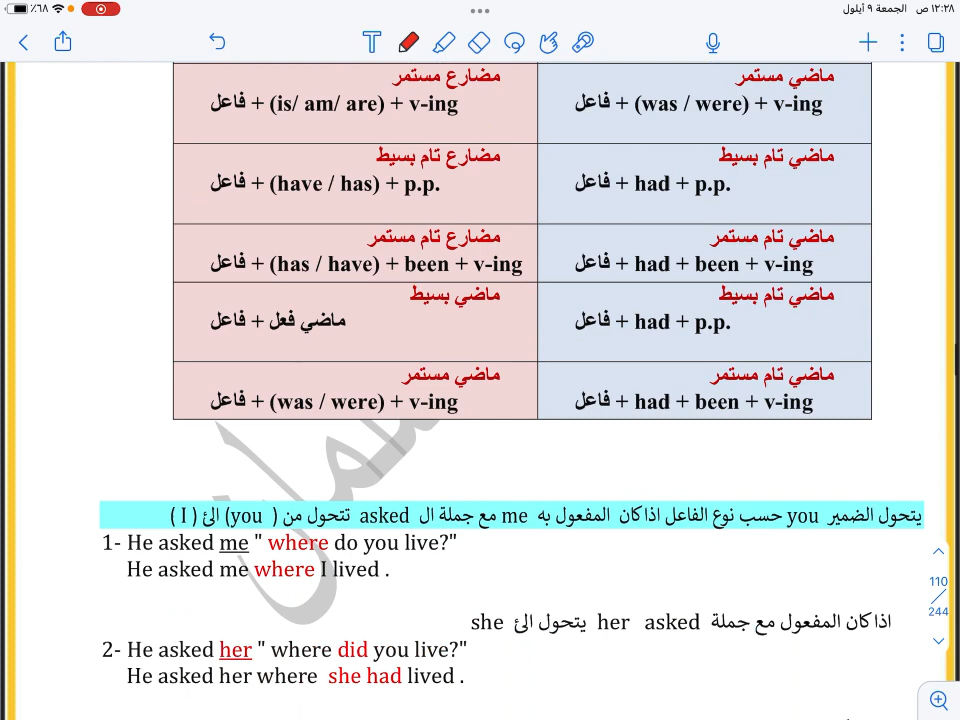 ١٢:٢٨ ص الجمعة ٩ أيلول
٪٦٨
مضارع مستمر
فاعل + (is/ am/ are) + v-ing
ماضي مستمر
فاعل + (was / were) + v-ing
مضارع تام بسيط
فاعل + (have / has) + p.p.
ماضي تام بسيط
فاعل + had + p.p.
مضارع تام مستمر
فاعل + (has / have) + been + v-ing
ماضي تام مستمر
فاعل + had + been + v-ing
ماضي بسيط
ماضي فعل + فاعل
ماضي تام بسيط
فاعل + had + p.p.
ماضي مستمر
فاعل + (was / were) + v-ing
ماضي تام مستمر
فاعل + had + been + v-ing
يتحول الضمير you حسب نوع الفاعل اذا كان المفعول به me مع جملة ال asked تتحول من ( you) الئ ( I )
1- He asked me " where do you live?"
He asked me where I lived .
اذا كان المفعول مع جملة her asked يتحول الئ she
2- He asked her " where did you live?"
He asked her where she had lived .
110
244